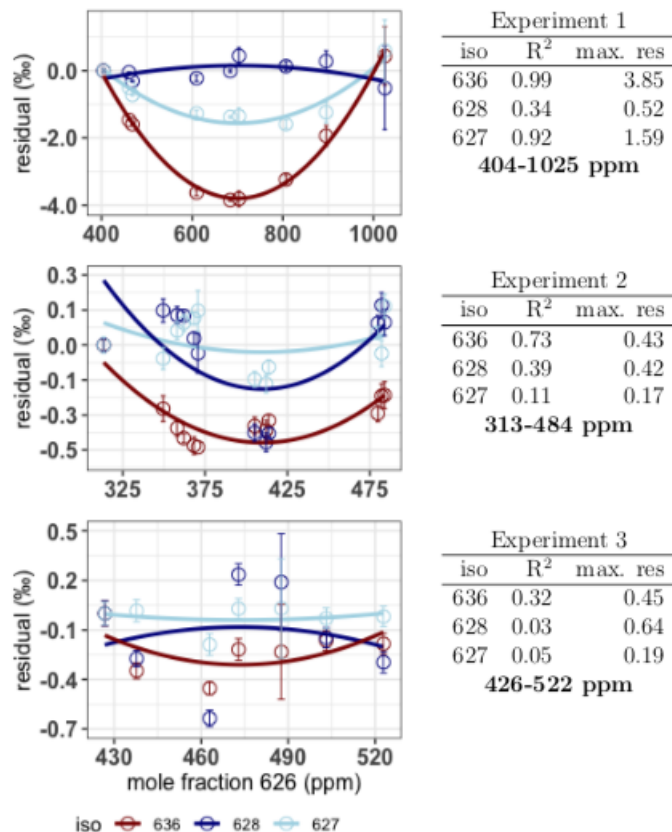 residual (‰)
0.0
-2.0
-4.0
400
600
800
1000
Experiment 1
iso R² max. res
636 0.99 3.85
628 0.34 0.52
627 0.92 1.59
404-1025 ppm
residual (‰)
0.3
0.1
0.0
-0.1
-0.3
-0.5
325
375
425
475
Experiment 2
iso R² max. res
636 0.73 0.43
628 0.39 0.42
627 0.11 0.17
313-484 ppm
residual (‰)
0.5
0.2
-0.1
-0.4
-0.7
430
460
490
520
mole fraction 626 (ppm)
Experiment 3
iso R² max. res
636 0.32 0.45
628 0.03 0.64
627 0.05 0.19
426-522 ppm
iso 636 628 627